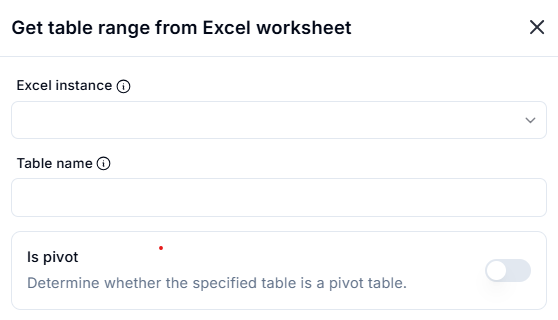 Get table range from Excel worksheet
Excel instance
Table name
Is pivot
Determine whether the specified table is a pivot table.